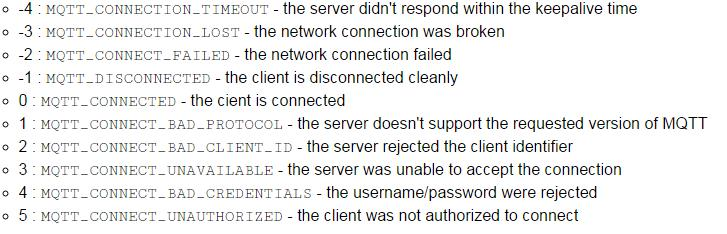 -4 : MQTT_CONNECTION_TIMEOUT - the server didn't respond within the keepalive time
-3 : MQTT_CONNECTION_LOST - the network connection was broken
-2 : MQTT_CONNECT_FAILED - the network connection failed
-1 : MQTT_DISCONNECTED - the client is disconnected cleanly
0 : MQTT_CONNECTED - the cient is connected
1 : MQTT_CONNECT_BAD_PROTOCOL - the server doesn't support the requested version of MQTT
2 : MQTT_CONNECT_BAD_CLIENT_ID - the server rejected the client identifier
3 : MQTT_CONNECT_UNAVAILABLE - the server was unable to accept the connection
4 : MQTT_CONNECT_BAD_CREDENTIALS - the username/password were rejected
5 : MQTT_CONNECT_UNAUTHORIZED - the client was not authorized to connect